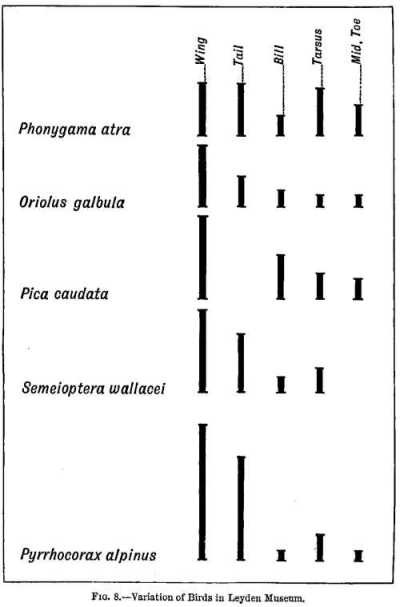 Wing
Tail
Bill
Tarsus
Mid. Toe
Phonygama atra
Oriolus galbula
Pica caudata
Semeioptera wallacei
Pyrrhocorax alpinus
FIG. 8.—Variation of Birds in Leyden Museum.